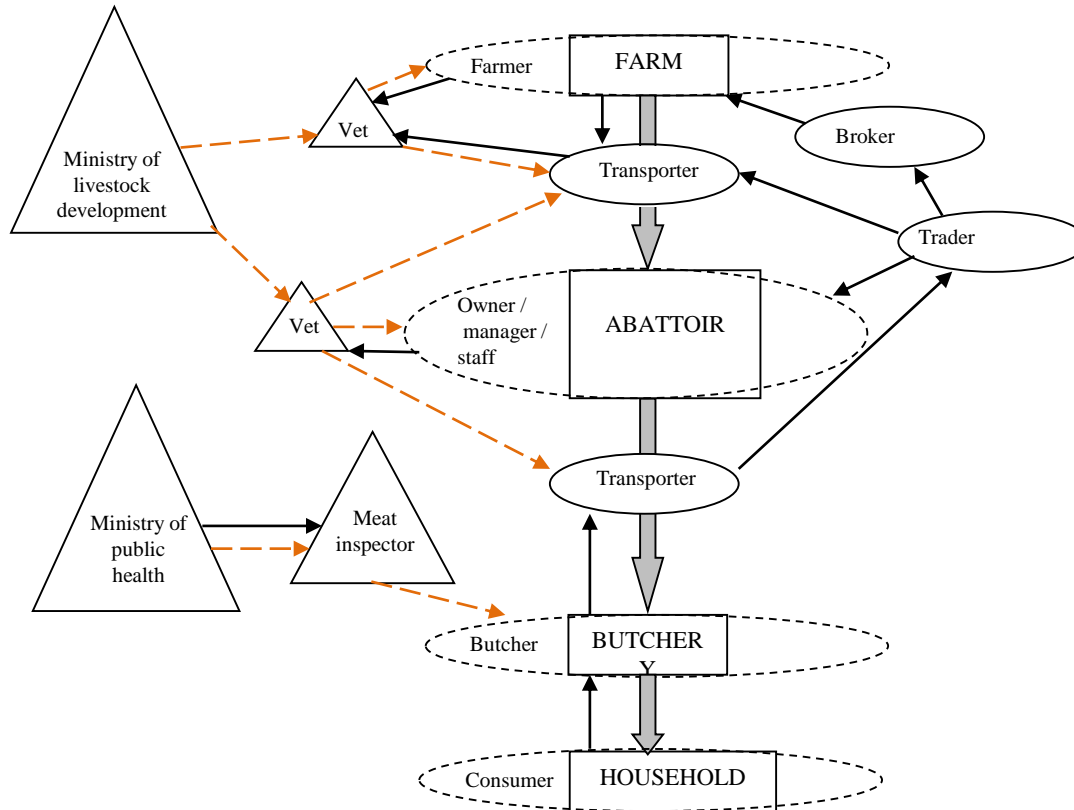 Farmer
FARM
Vet
Broker
Ministry of
livestock
development
Transporter
Trader
Owner /
manager /
staff
ABATTOIR
Vet
Transporter
Ministry of
public
health
Meat
inspector
Butcher
BUTCHER
Y
Consumer
HOUSEHOLD